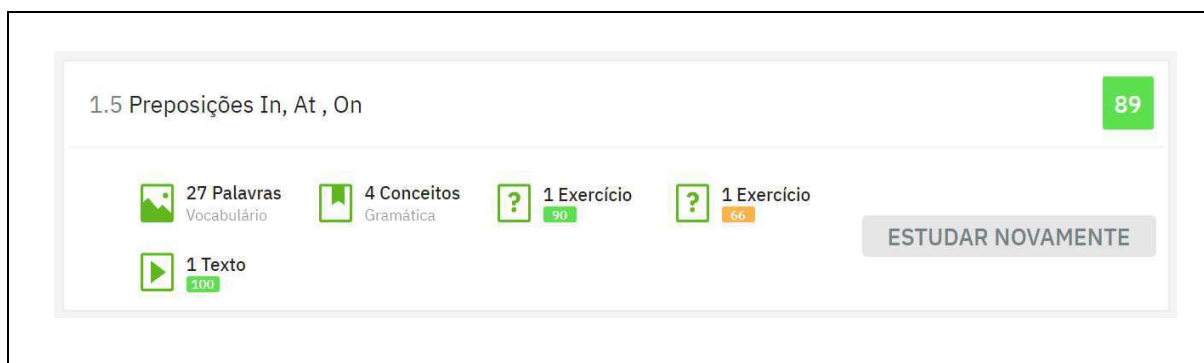 1.5 Preposições In, At , On
89
27 Palavras
Vocabulário
4 Conceitos
Gramática
1 Exercício
90
1 Exercício
66
1 Texto
100
ESTUDAR NOVAMENTE